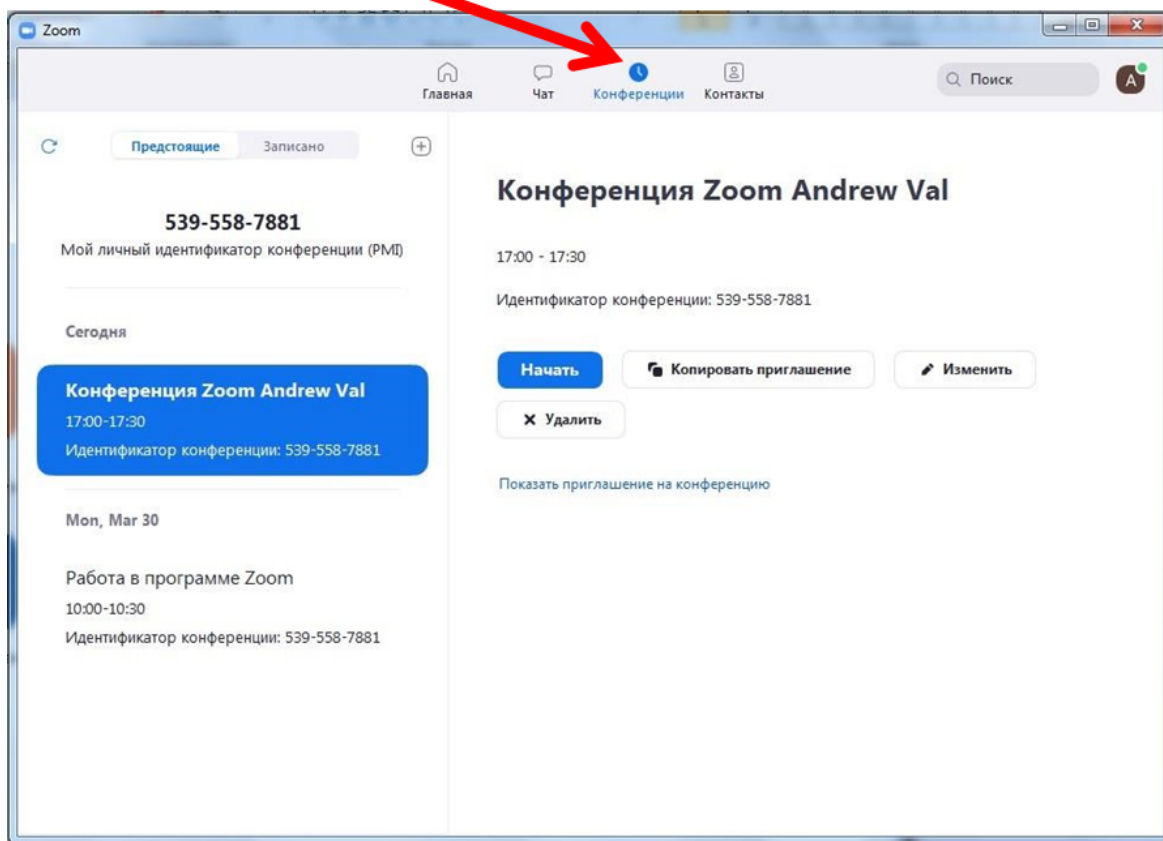 Zoom
Главная
Чат
Конференции
Контакты
Поиск
A
Предстоящие
Записано
539-558-7881
Мой личный идентификатор конференции (PMI)
Сегодня
Конференция Zoom Andrew Val
17:00-17:30
Идентификатор конференции: 539-558-7881
Mon, Mar 30
Работа в программе Zoom
10:00-10:30
Идентификатор конференции: 539-558-7881
Конференция Zoom Andrew Val
17:00 - 17:30
Идентификатор конференции: 539-558-7881
Начать
Копировать приглашение
Изменить
Удалить
Показать приглашение на конференцию